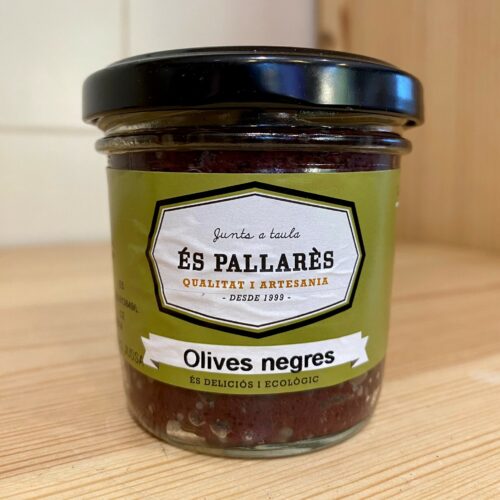 Junts a taula
ÉS PALLARÈS
QUALITAT I ARTESANIA
- DESDE 1999 -
Olives negres
ÉS DELICIÓS I ECOLÒGIC